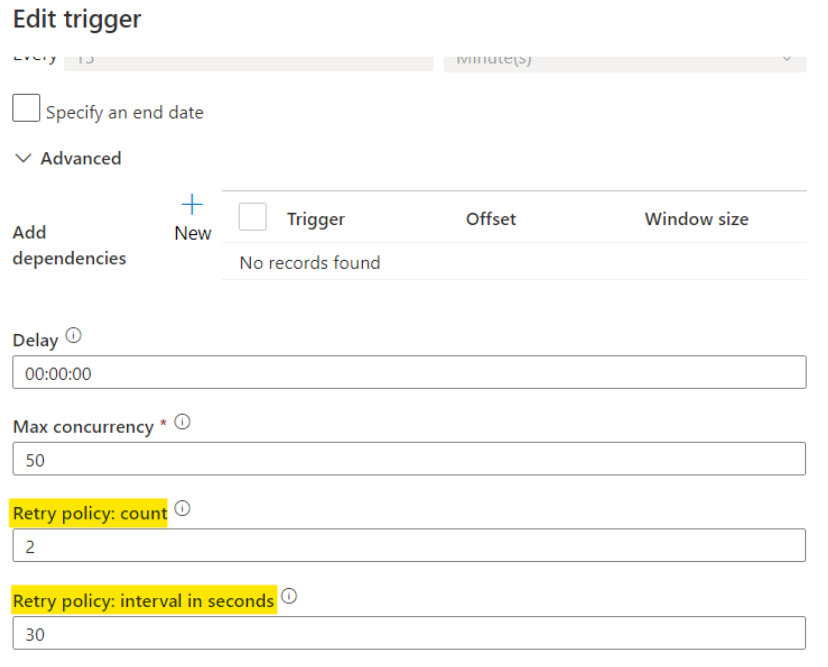 Edit trigger
Every 15 Minute(s)
Specify an end date
Advanced
Add dependencies
New
Trigger Offset Window size
No records found
Delay
00:00:00
Max concurrency *
50
Retry policy: count
2
Retry policy: interval in seconds
30